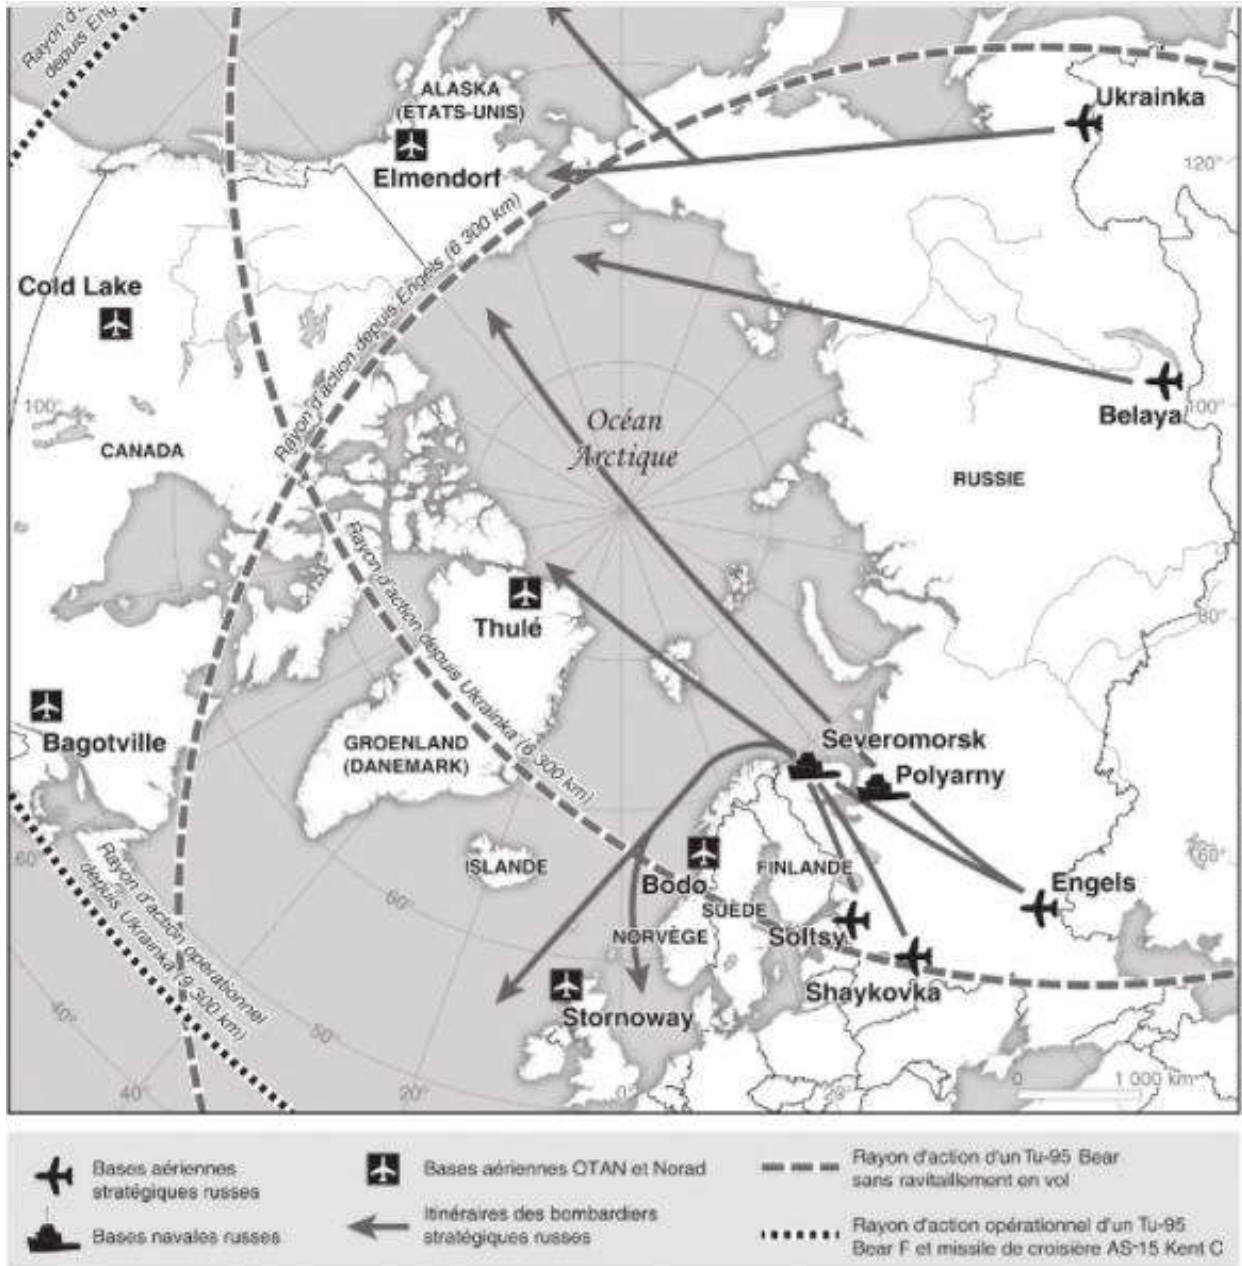 Rayon d'a
depuis Eng
ALASKA
(ÉTATS-UNIS)
Elmendorf
Ukrainka
120°
Rayon d'action depuis Engels (6 300 km)
Cold Lake
100°
CANADA
Océan
Arctique
Belaya
100°
RUSSIE
Rayon d'action depuis Ukrainka (6 300 km)
Thulé
80°
Bagotville
GROENLAND
(DANEMARK)
Severomorsk
Polyarny
60°
ISLANDE
Bodø
FINLANDE
60°
Engels
60°
SUÈDE
NORVÈGE
Soltsy
Shaykovka
Rayon d'action opérationnel
depuis Ukrainka (9 300 km)
Stornoway
40°
50°
40°
20°
0°
0
1 000 km
Bases aériennes
stratégiques russes
Bases navales russes
Bases aériennes OTAN et Norad
Itinéraires des bombardiers
stratégiques russes
Rayon d'action d'un Tu-95 Bear
sans ravitaillement en vol
Rayon d'action opérationnel d'un Tu-95
Bear F et missile de croisière AS-15 Kent C